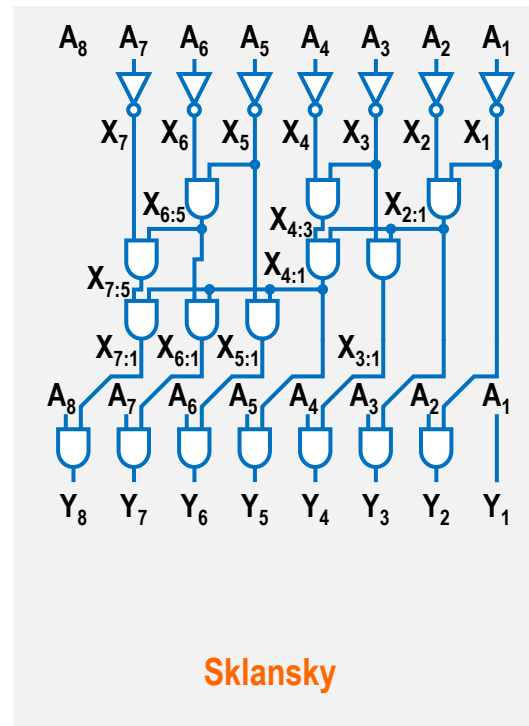 A8 A7 A6 A5 A4 A3 A2 A1
X7 X6 X5 X4 X3 X2 X1
X6:5 X4:3 X2:1
X7:5 X4:1
X7:1 X6:1 X5:1 X3:1
A8 A7 A6 A5 A4 A3 A2 A1
Y8 Y7 Y6 Y5 Y4 Y3 Y2 Y1
Sklansky